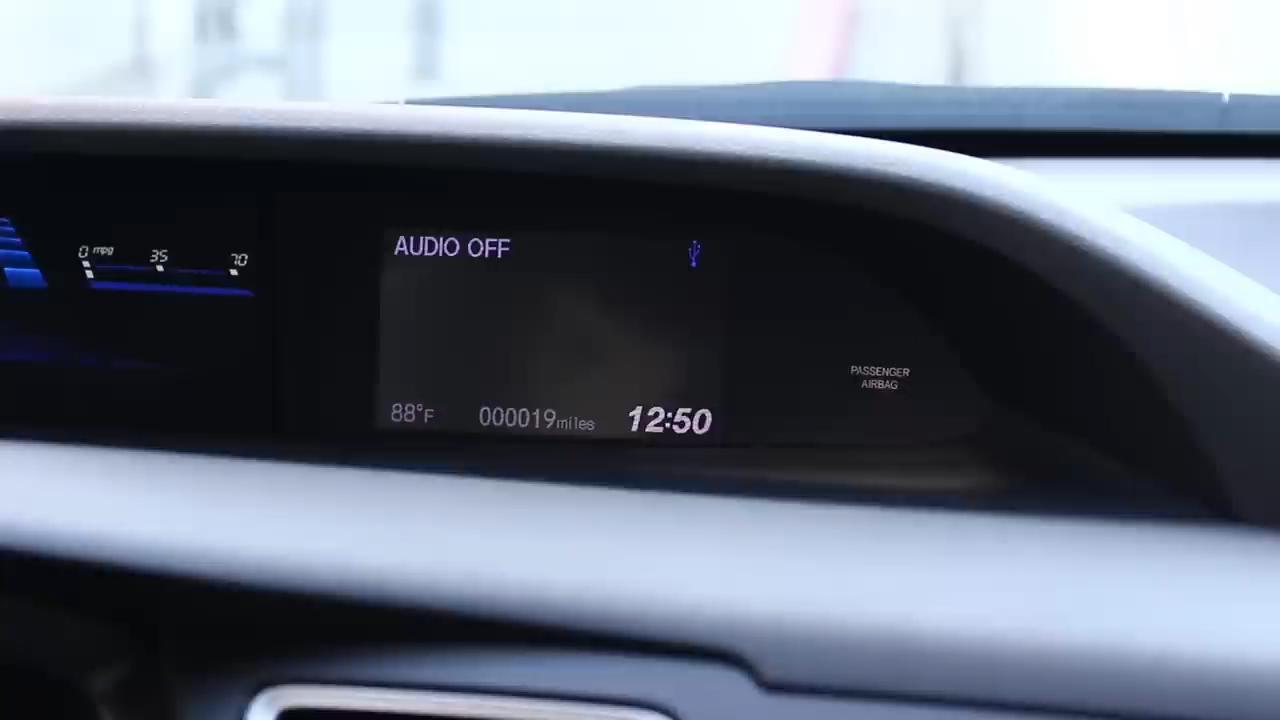 0 mpg 35 70
AUDIO OFF
88°F 000019miles 12:50
PASSENGER
AIRBAG